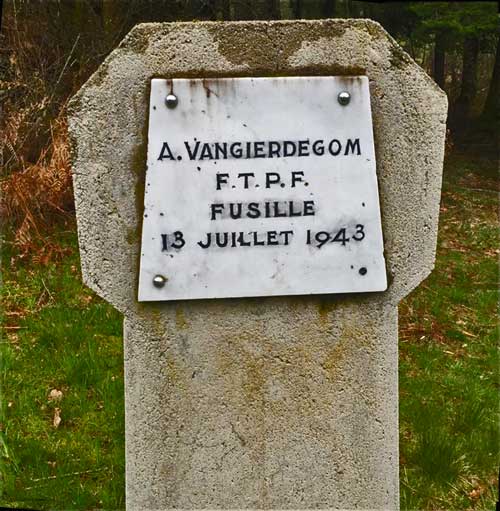 A. VANGIERDEGOM
F.T.P.F.
FUSILLE
13 JUILLET 1943